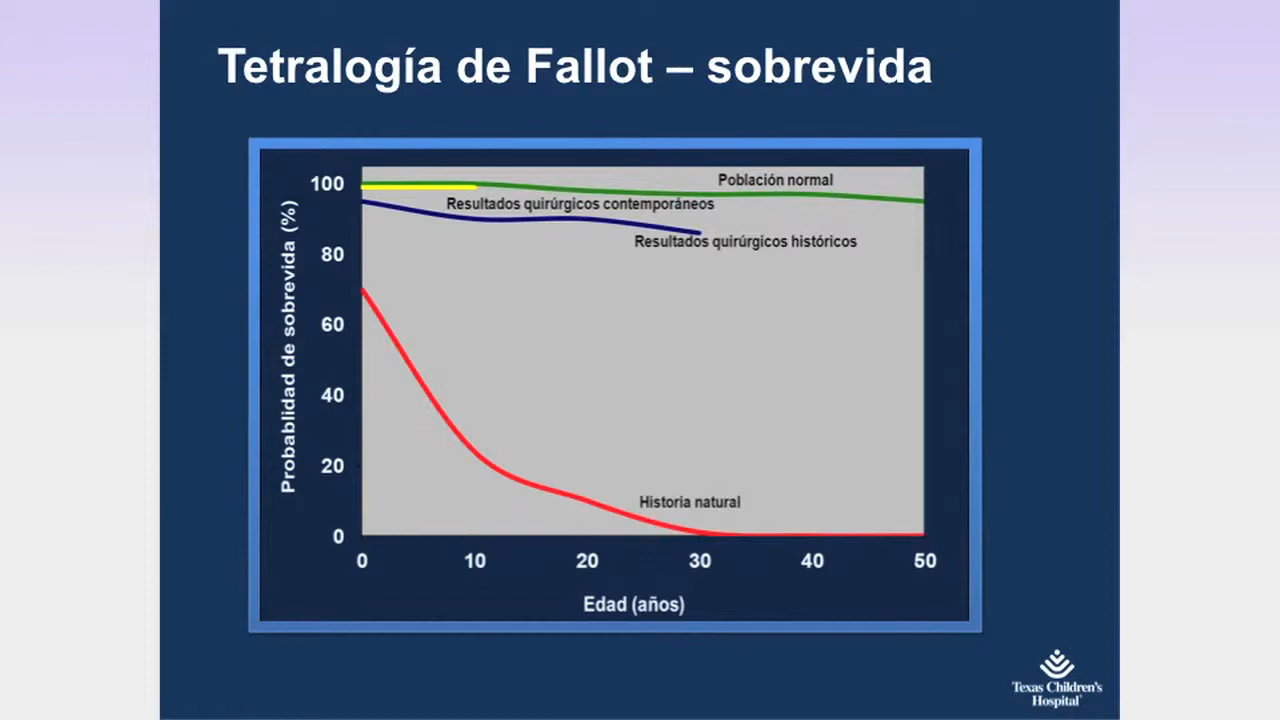 Tetralogía de Fallot – sobrevida
Probablidad de sobrevida (%)
100
80
60
40
20
0
Población normal
Resultados quirúrgicos contemporáneos
Resultados quirúrgicos históricos
Historia natural
0 10 20 30 40 50
Edad (años)
Texas Children's
Hospital